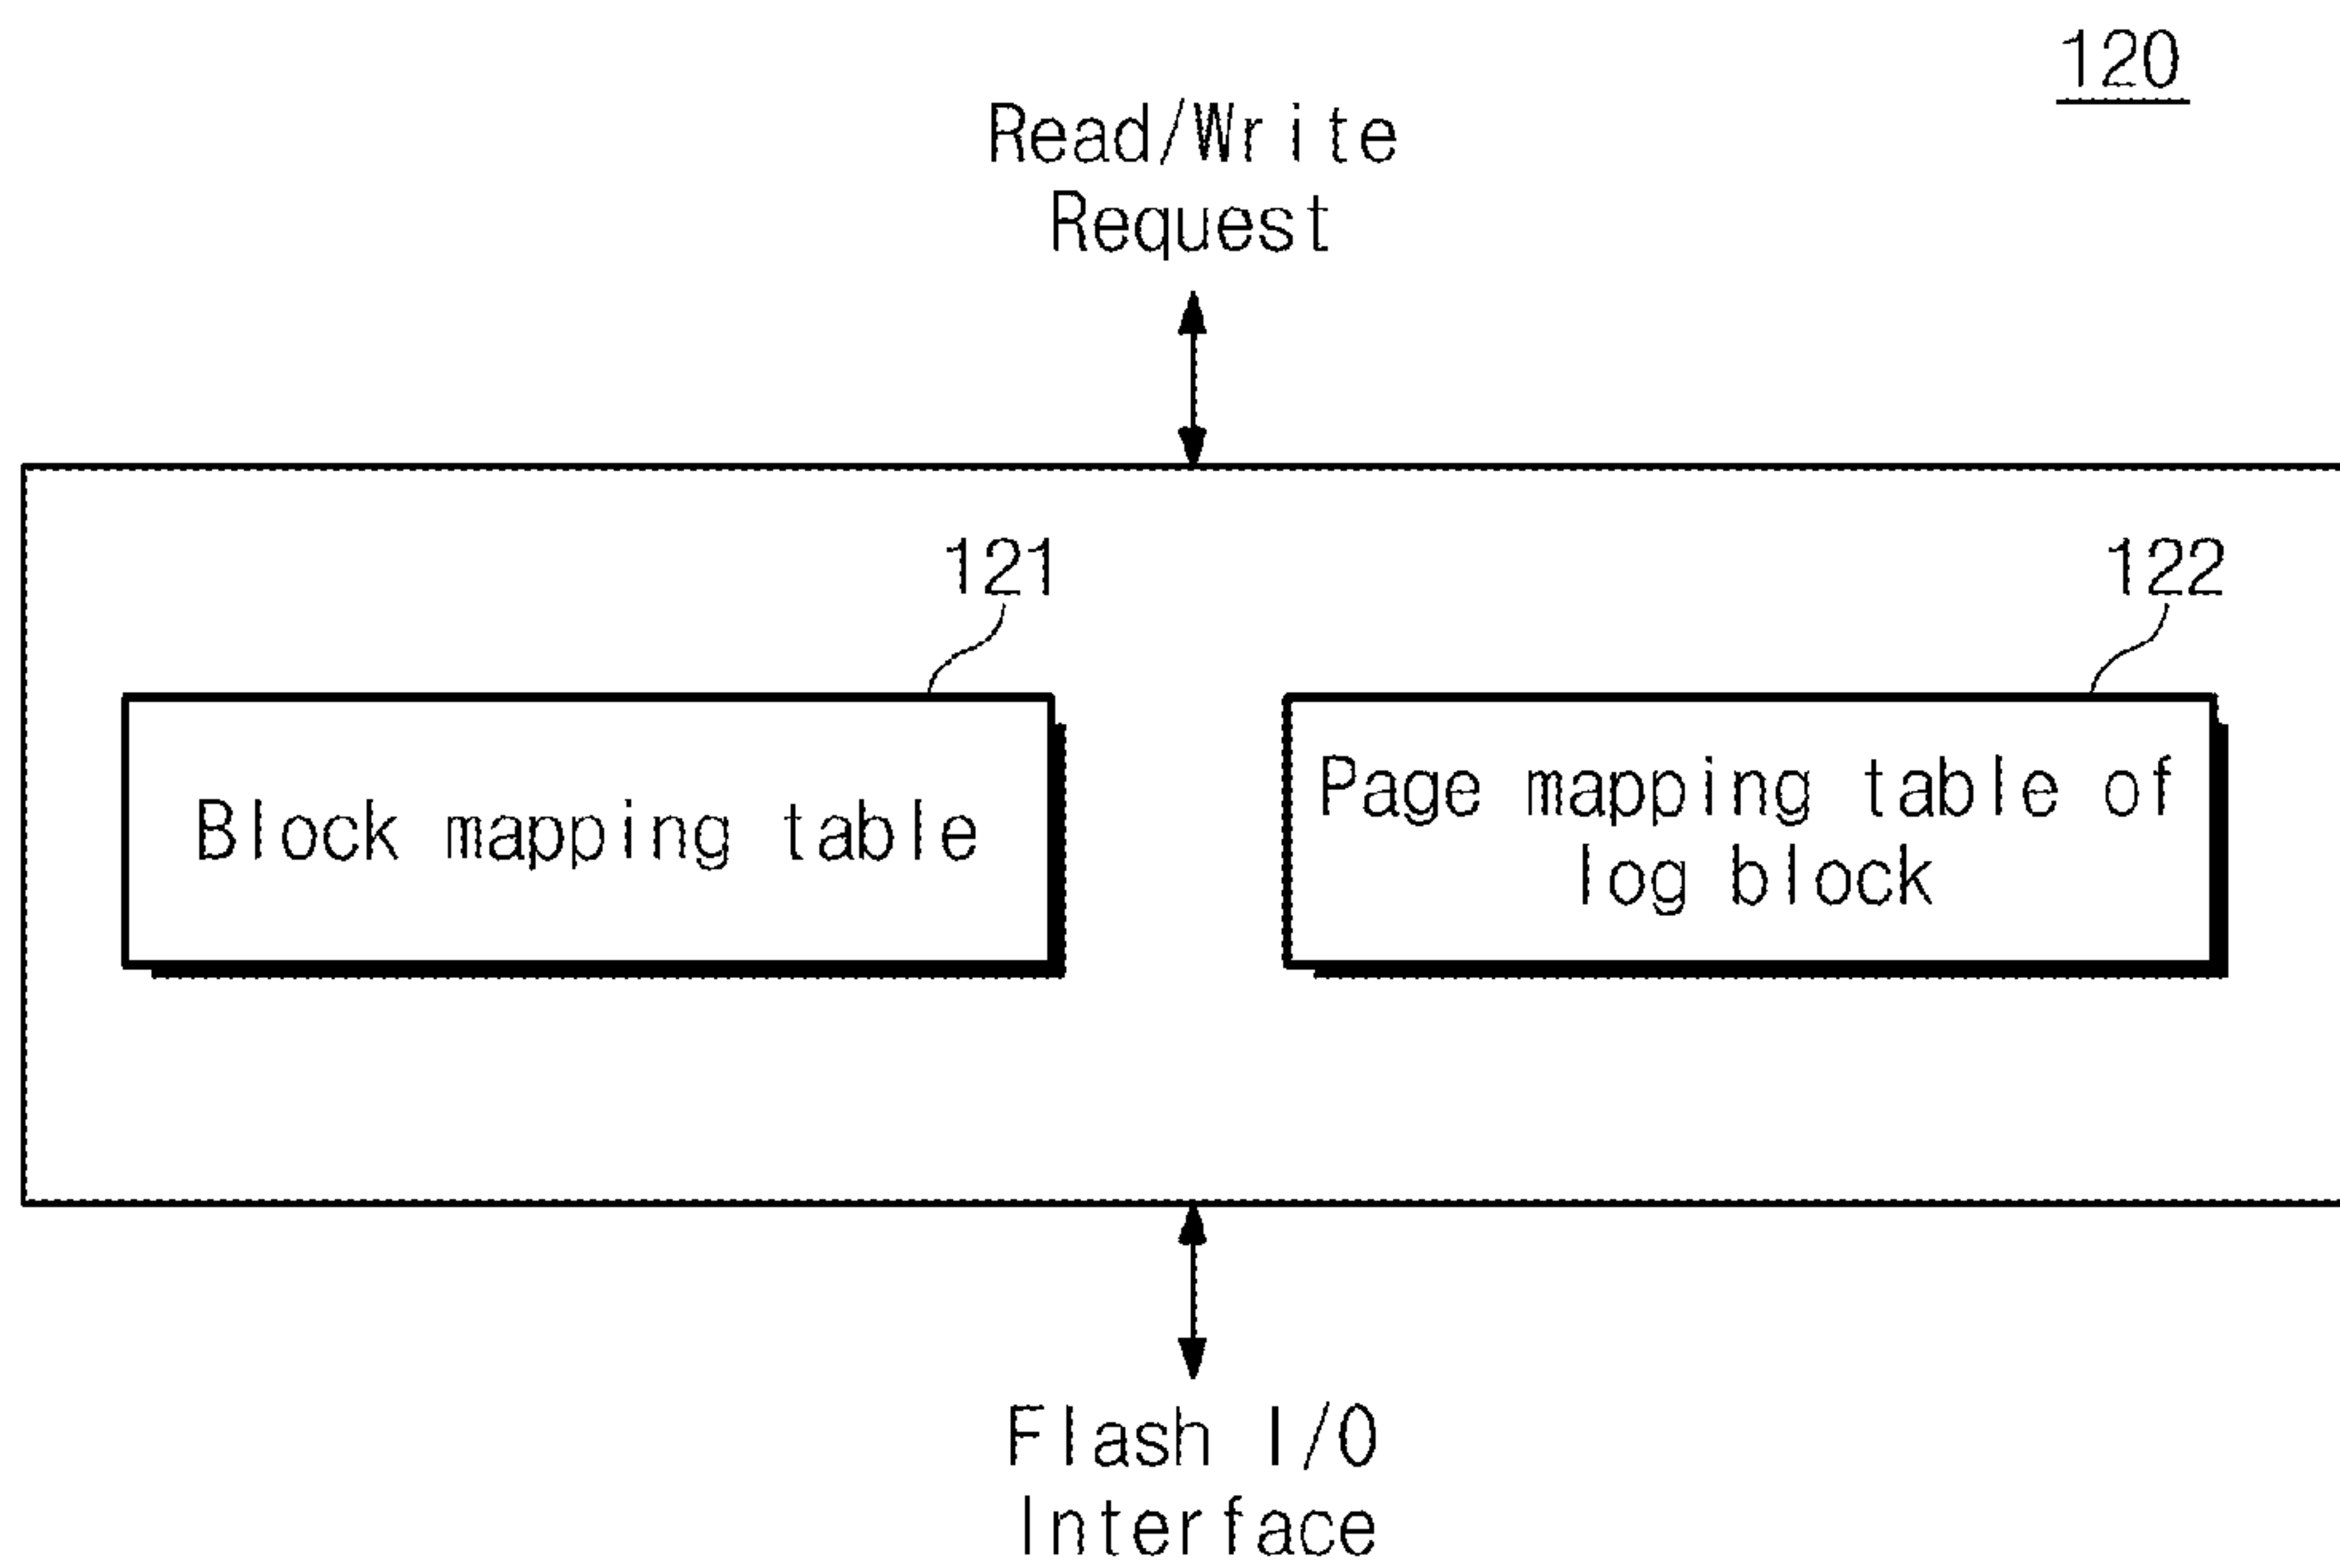 120
Read/Write
Request
121
122
Block mapping table
Page mapping table of
log block
Flash I/O
Interface